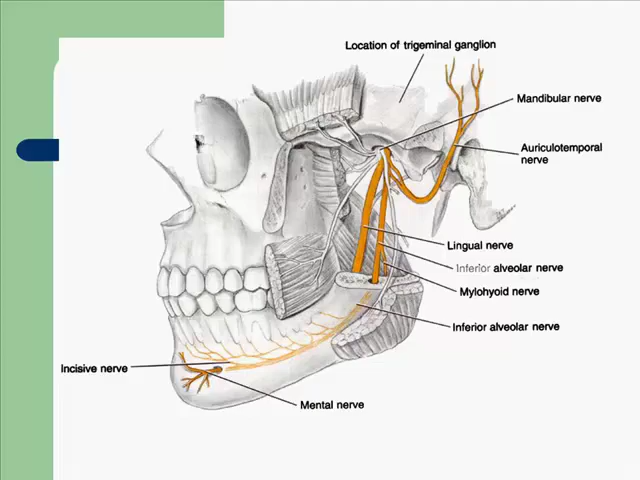 Location of trigeminal ganglion
Mandibular nerve
Auriculotemporal
nerve
Lingual nerve
Inferior alveolar nerve
Mylohyoid nerve
Inferior alveolar nerve
Incisive nerve
Mental nerve